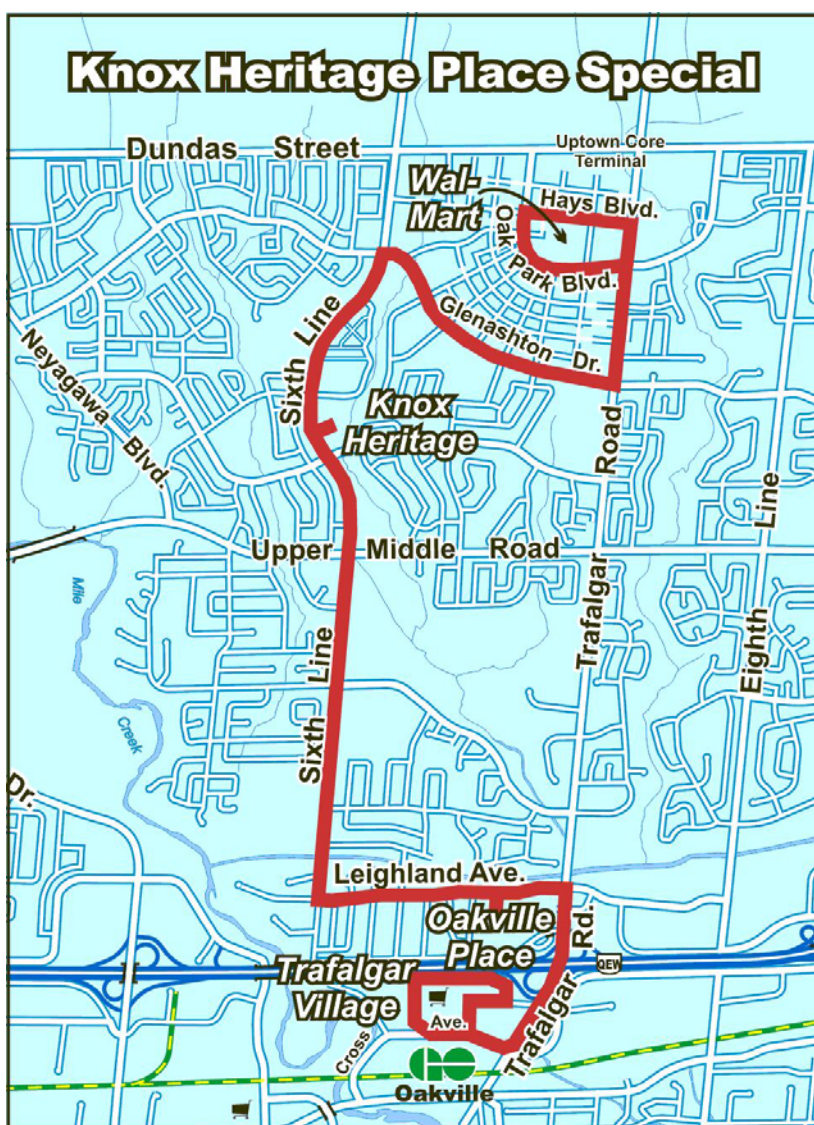 Knox Heritage Place Special
Dundas Street
Uptown Core
Terminal
Wal-
Mart
Hays Blvd.
Oak
Park Blvd.
Glenashton Dr.
Sixth Line
Neyagawa Blvd.
Knox
Heritage
Road
Upper Middle Road
Line
Mile
Trafalgar
Eighth
Sixth Line
Creek
Dr.
Leighland Ave.
Oakville
Place
Rd.
QEW
Trafalgar
Village
Ave.
Cross
Trafalgar
GO
Oakville